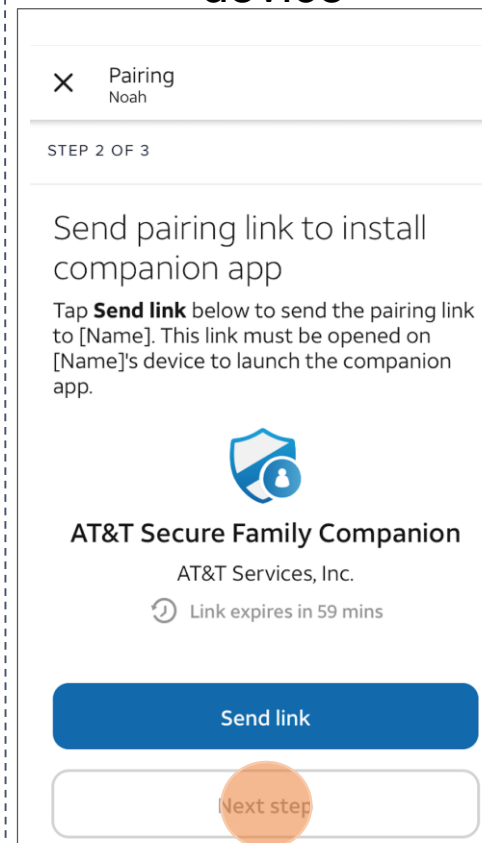 device
Pairing
Noah
STEP 2 OF 3
Send pairing link to install
companion app
Tap Send link below to send the pairing link
to [Name]. This link must be opened on
[Name]'s device to launch the companion
app.
AT&T Secure Family Companion
AT&T Services, Inc.
Link expires in 59 mins
Send link
Next step